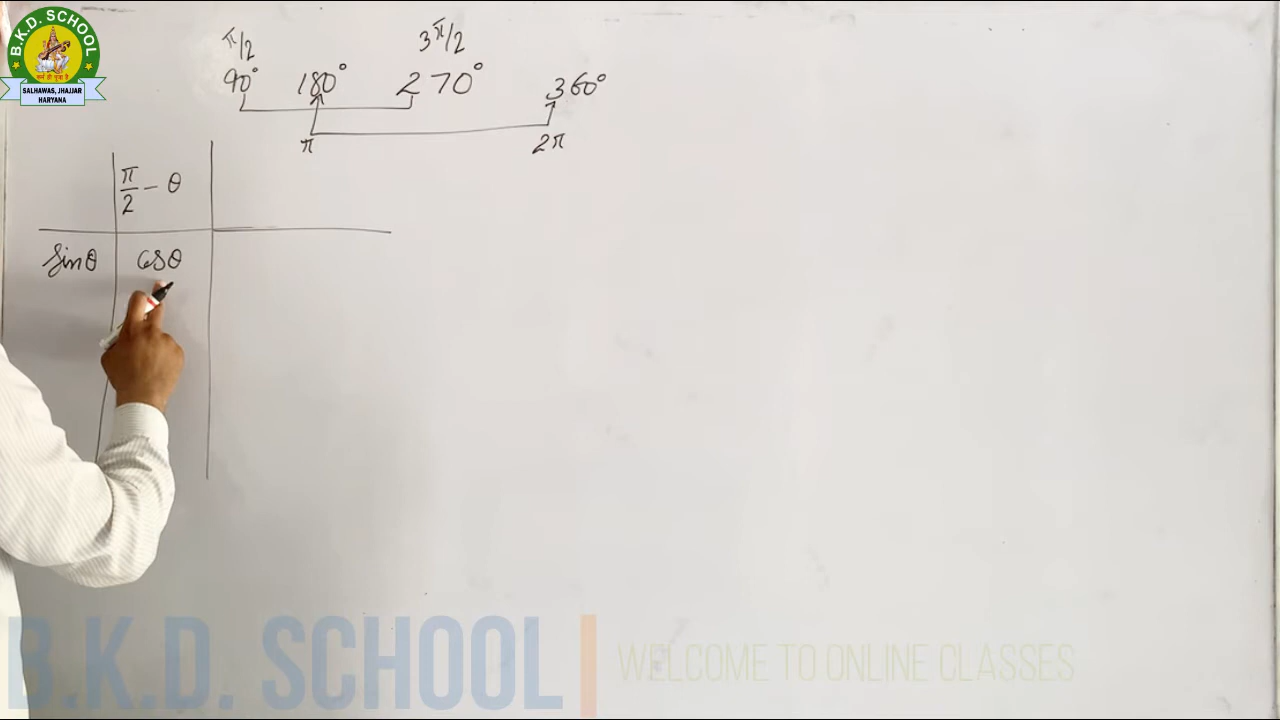 B.K.D. SCHOOL
कर्म ही पूजा है
SALHAWAS, JHAJJAR
HARYANA
π/2 3π/2
90° 180° 270° 360°
π 2π
π/2 - θ
sinθ cosθ
B.K.D. SCHOOL | WELCOME TO ONLINE CLASSES